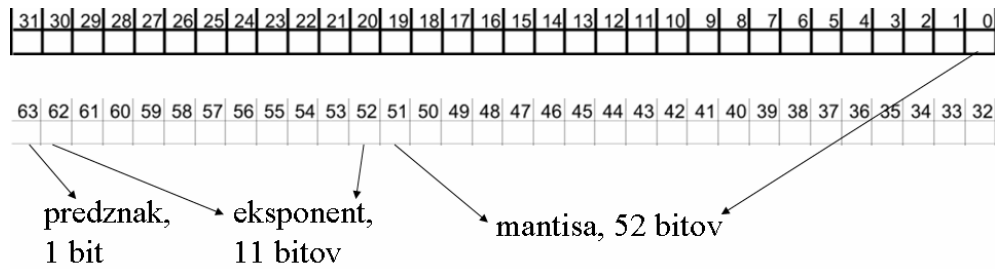 31 30 29 28 27 26 25 24 23 22 21 20 19 18 17 16 15 14 13 12 11 10 9 8 7 6 5 4 3 2 1 0
63 62 61 60 59 58 57 56 55 54 53 52 51 50 49 48 47 46 45 44 43 42 41 40 39 38 37 36 35 34 33 32
predznak,
1 bit
eksponent,
11 bitov
mantisa, 52 bitov